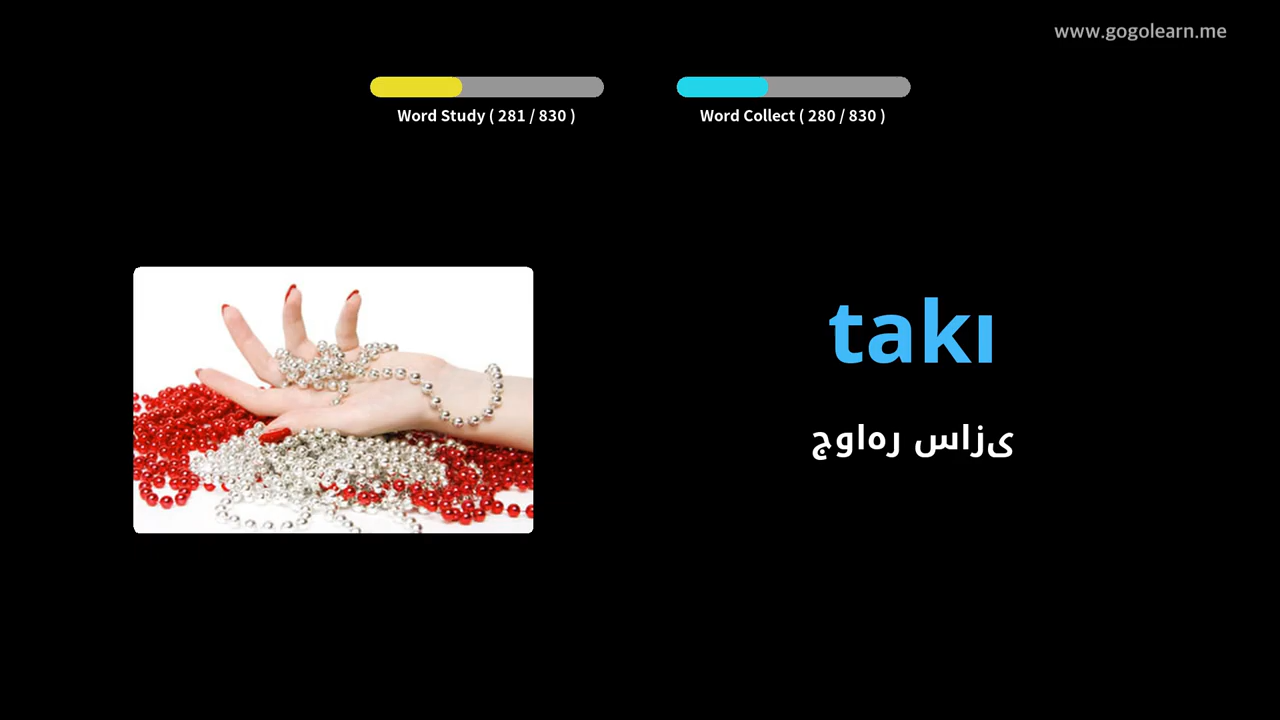 www.gogolearn.me
Word Study ( 281 / 830 )
Word Collect ( 280 / 830 )
takı
جواهر سازی